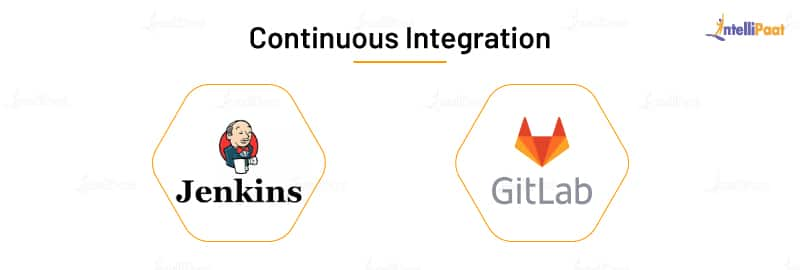 Continuous Integration
IntelliPaat
Jenkins
GitLab